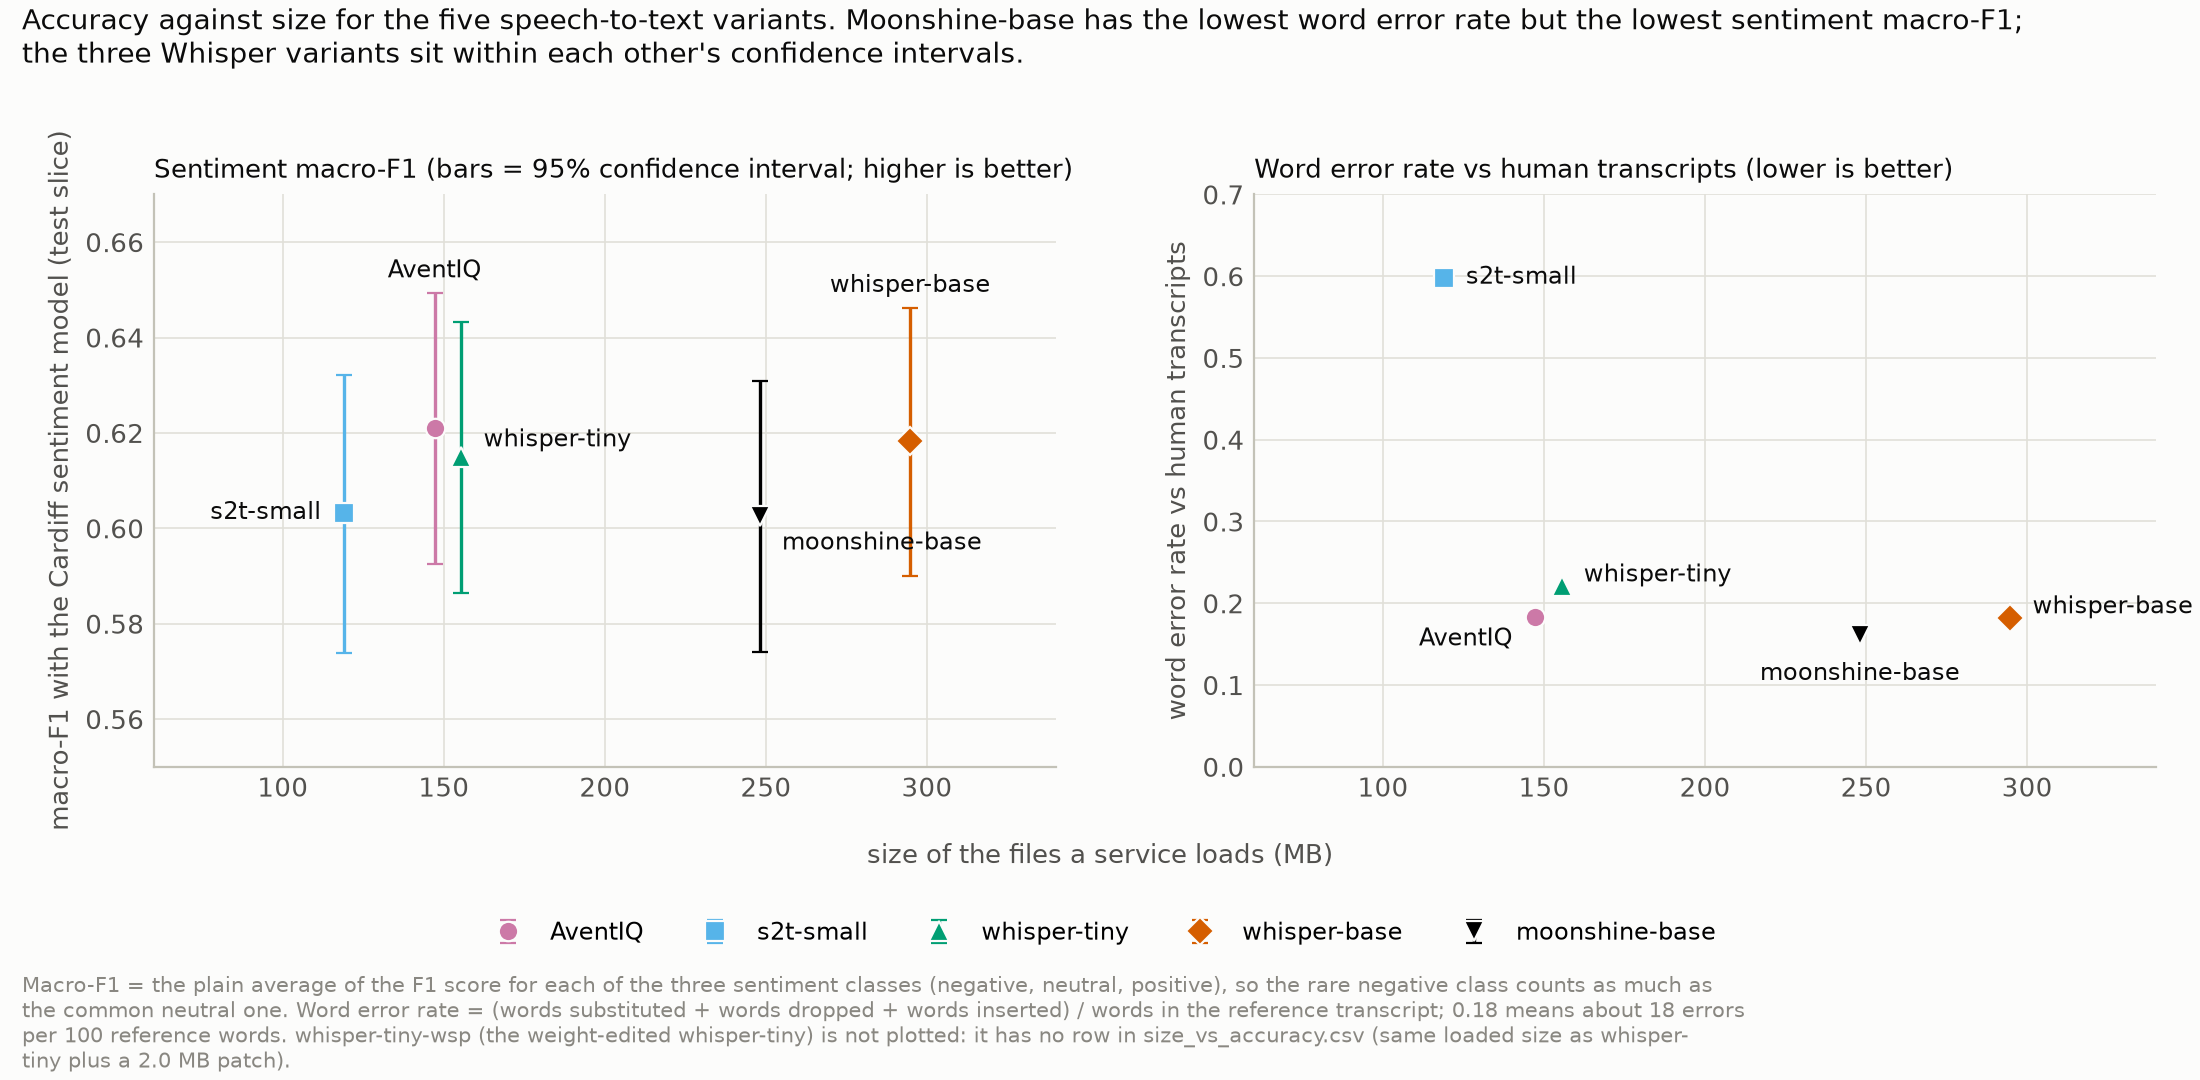 Accuracy against size for the five speech-to-text variants. Moonshine-base has the lowest word error rate but the lowest sentiment macro-F1;
the three Whisper variants sit within each other's confidence intervals.
Sentiment macro-F1 (bars = 95% confidence interval; higher is better)
macro-F1 with the Cardiff sentiment model (test slice)
0.66
0.64
0.62
0.60
0.58
0.56
AventIQ
whisper-base
whisper-tiny
s2t-small
moonshine-base
100
150
200
250
300
Word error rate vs human transcripts (lower is better)
word error rate vs human transcripts
0.7
0.6
0.5
0.4
0.3
0.2
0.1
0.0
s2t-small
whisper-tiny
whisper-base
AventIQ
moonshine-base
100
150
200
250
300
size of the files a service loads (MB)
AventIQ
s2t-small
whisper-tiny
whisper-base
moonshine-base
Macro-F1 = the plain average of the F1 score for each of the three sentiment classes (negative, neutral, positive), so the rare negative class counts as much as
the common neutral one. Word error rate = (words substituted + words dropped + words inserted) / words in the reference transcript; 0.18 means about 18 errors
per 100 reference words. whisper-tiny-wsp (the weight-edited whisper-tiny) is not plotted: it has no row in size_vs_accuracy.csv (same loaded size as whisper-
tiny plus a 2.0 MB patch).